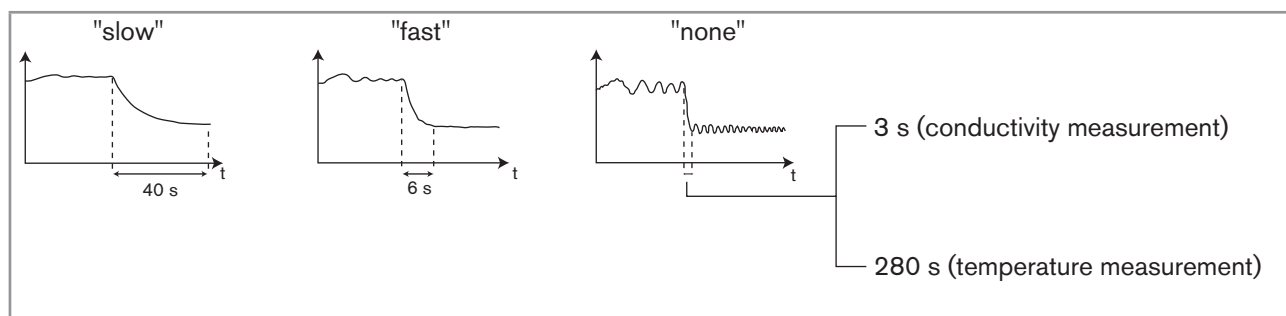 "slow"
"fast"
"none"
t
40 s
t
6 s
t
3 s (conductivity measurement)
280 s (temperature measurement)